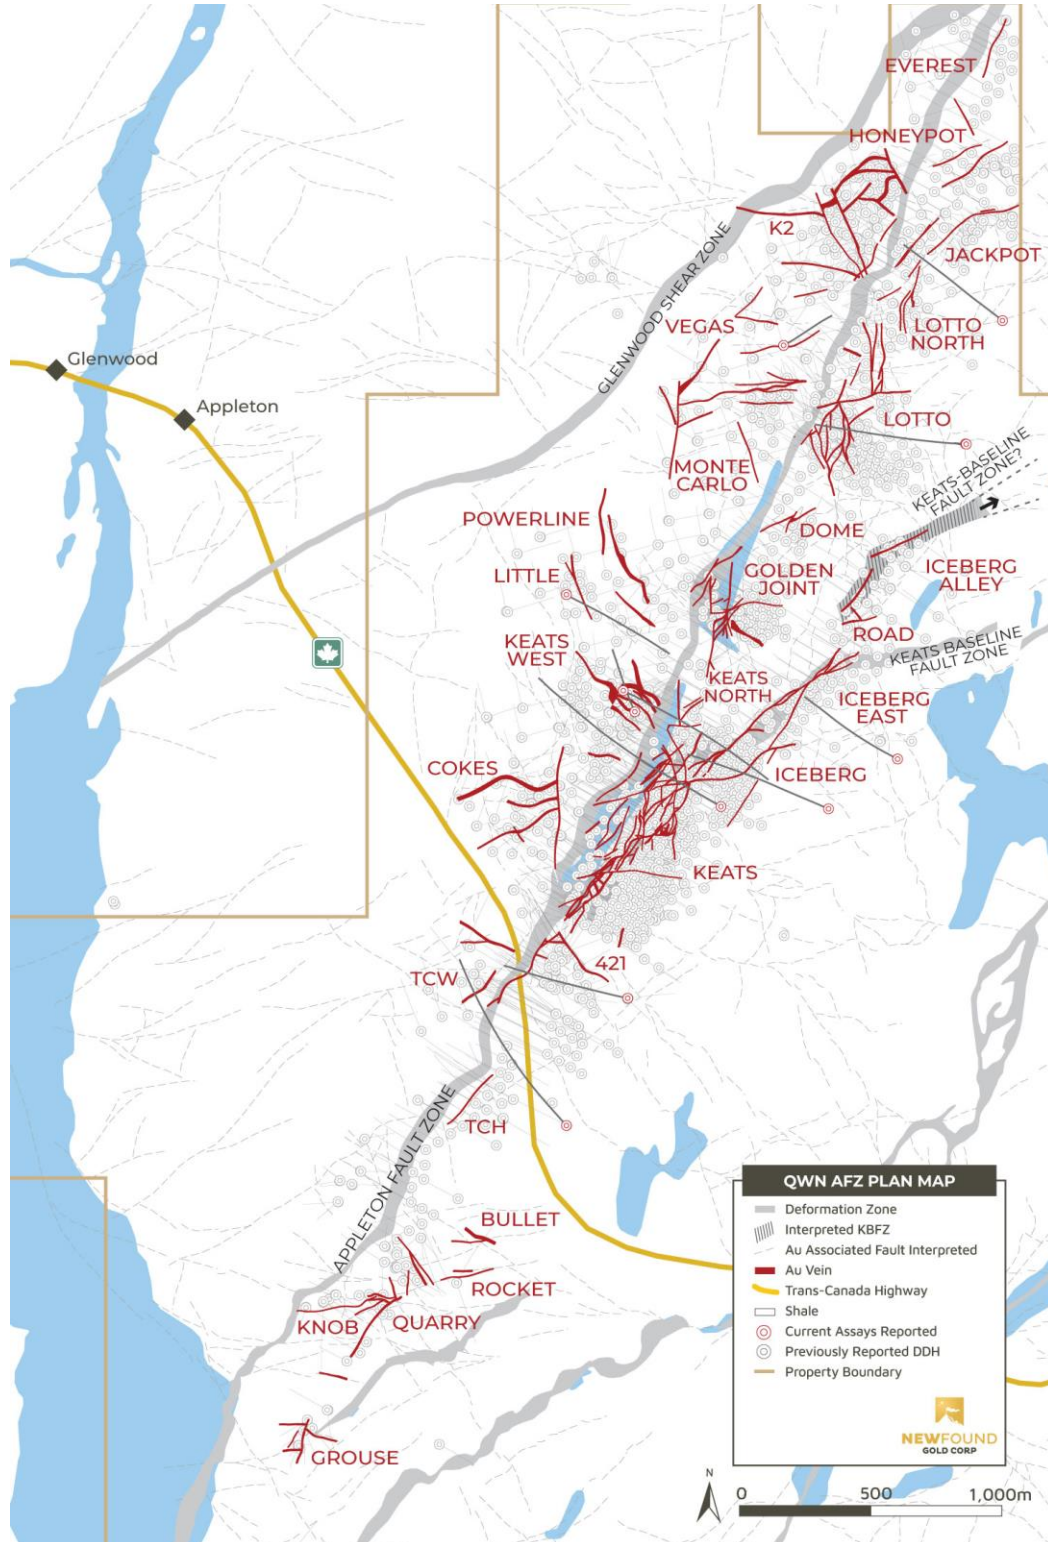 EVEREST
HONEYPOT
K2
JACKPOT
GLENWOOD SHEAR ZONE
VEGAS
LOTTO
NORTH
Glenwood
Appleton
LOTTO
MONTE
CARLO
KEATS-BASELINE
FAULT ZONE?
POWERLINE
DOME
LITTLE
GOLDEN
JOINT
ICEBERG
ALLEY
KEATS
WEST
ROAD
KEATS BASELINE
FAULT ZONE
KEATS
NORTH
ICEBERG
EAST
COKES
ICEBERG
KEATS
421
TCW
TCH
APPLETON FAULT ZONE
BULLET
ROCKET
KNOB
QUARRY
GROUSE
QWN AFZ PLAN MAP
Deformation Zone
Interpreted KBFZ
Au Associated Fault Interpreted
Au Vein
Trans-Canada Highway
Shale
Current Assays Reported
Previously Reported DDH
Property Boundary
NEWFOUND
GOLD CORP
N
0 500 1,000m